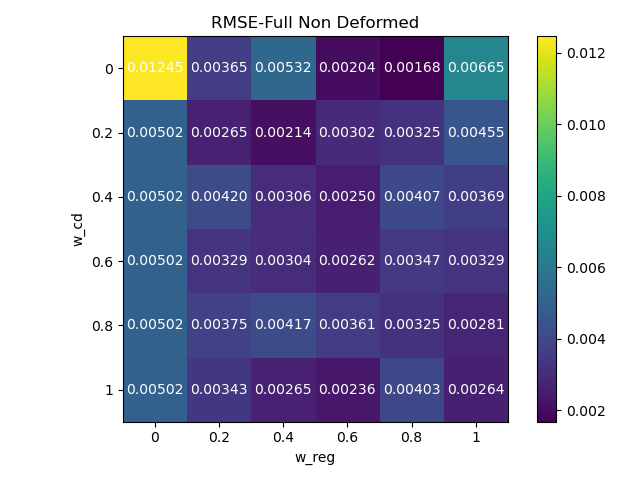 RMSE-Full Non Deformed
0 0.01245 0.00365 0.00532 0.00204 0.00168 0.00665
0.2 0.00502 0.00265 0.00214 0.00302 0.00325 0.00455
0.4 0.00502 0.00420 0.00306 0.00250 0.00407 0.00369
0.6 0.00502 0.00329 0.00304 0.00262 0.00347 0.00329
0.8 0.00502 0.00375 0.00417 0.00361 0.00325 0.00281
1 0.00502 0.00343 0.00265 0.00236 0.00403 0.00264
w_cd
0 0.2 0.4 0.6 0.8 1
w_reg
0.012
0.010
0.008
0.006
0.004
0.002